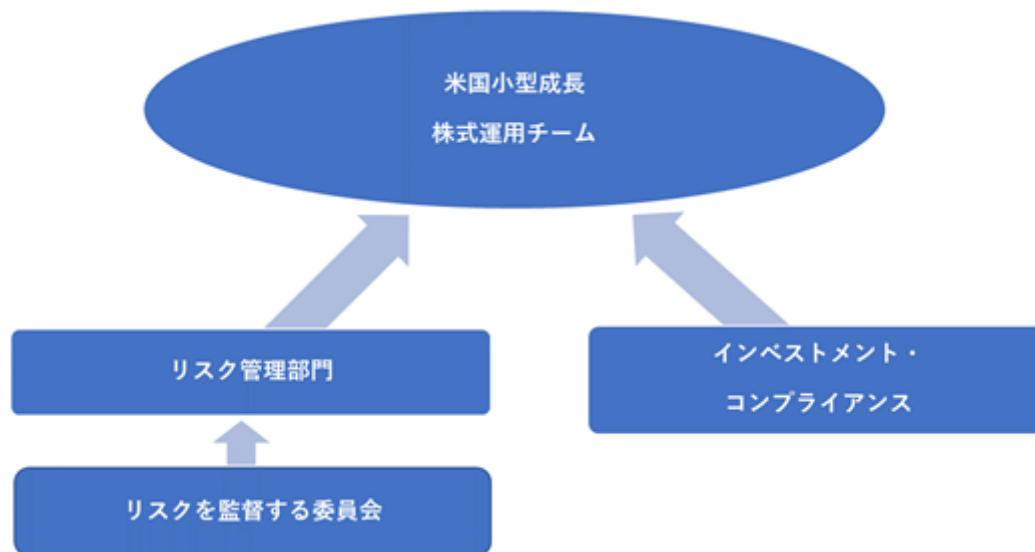 米国小型成長
株式運用チーム
リスク管理部門
インベストメント・
コンプライアンス
リスクを監督する委員会